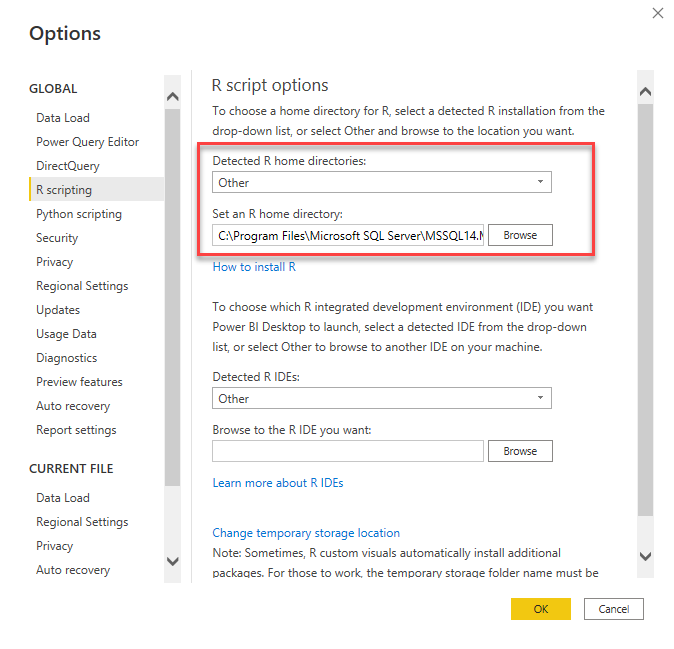 Options
GLOBAL
Data Load
Power Query Editor
DirectQuery
R scripting
Python scripting
Security
Privacy
Regional Settings
Updates
Usage Data
Diagnostics
Preview features
Auto recovery
Report settings
CURRENT FILE
Data Load
Regional Settings
Privacy
Auto recovery
R script options
To choose a home directory for R, select a detected R installation from the
drop-down list, or select Other and browse to the location you want.
Detected R home directories:
Other
Set an R home directory:
C:\Program Files\Microsoft SQL Server\MSSQL14.M
Browse
How to install R
To choose which R integrated development environment (IDE) you want
Power BI Desktop to launch, select a detected IDE from the drop-down
list, or select Other to browse to another IDE on your machine.
Detected R IDEs:
Other
Browse to the R IDE you want:
Browse
Learn more about R IDEs
Change temporary storage location
Note: Sometimes, R custom visuals automatically install additional
packages. For those to work, the temporary storage folder name must be
OK
Cancel